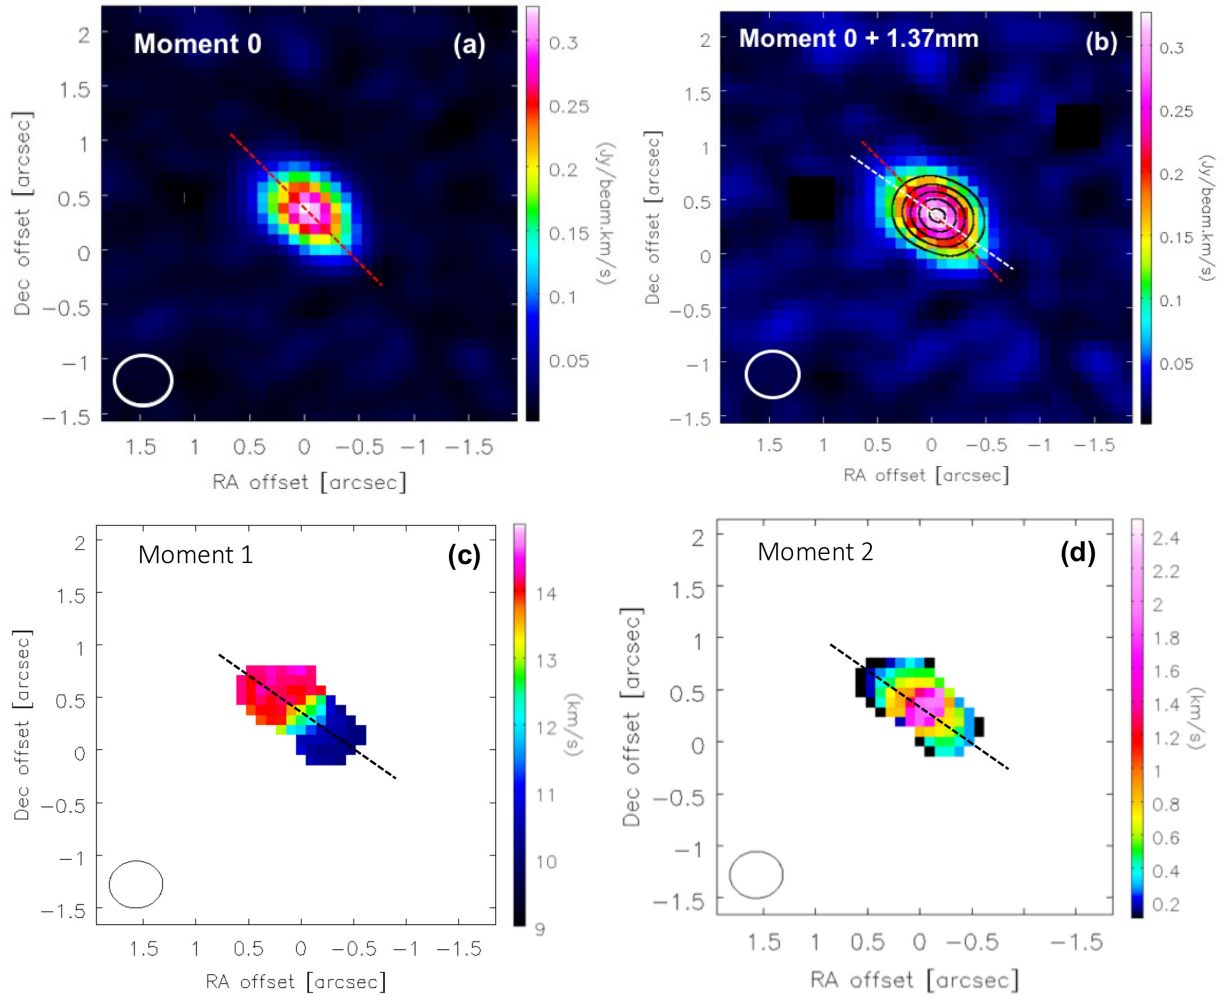 Moment 0
(a)
2
1.5
1
0.5
0
−0.5
−1
−1.5
Dec offset [arcsec]
1.5 1 0.5 0 −0.5 −1 −1.5
RA offset [arcsec]
0.3
0.25
0.2
0.15
0.1
0.05
(Jy/beam.km/s)
Moment 0 + 1.37mm
(b)
2
1.5
1
0.5
0
−0.5
−1
−1.5
Dec offset [arcsec]
1.5 1 0.5 0 −0.5 −1 −1.5
RA offset [arcsec]
0.3
0.25
0.2
0.15
0.1
0.05
(Jy/beam.km/s)
Moment 1
(c)
2
1.5
1
0.5
0
−0.5
−1
−1.5
Dec offset [arcsec]
1.5 1 0.5 0 −0.5 −1 −1.5
RA offset [arcsec]
14
13
12
11
10
9
(km/s)
Moment 2
(d)
2
1.5
1
0.5
0
−0.5
−1
−1.5
Dec offset [arcsec]
1.5 1 0.5 0 −0.5 −1.5
RA offset [arcsec]
2.4
2.2
2
1.8
1.6
1.4
1.2
1
0.8
0.6
0.4
0.2
(km/s)